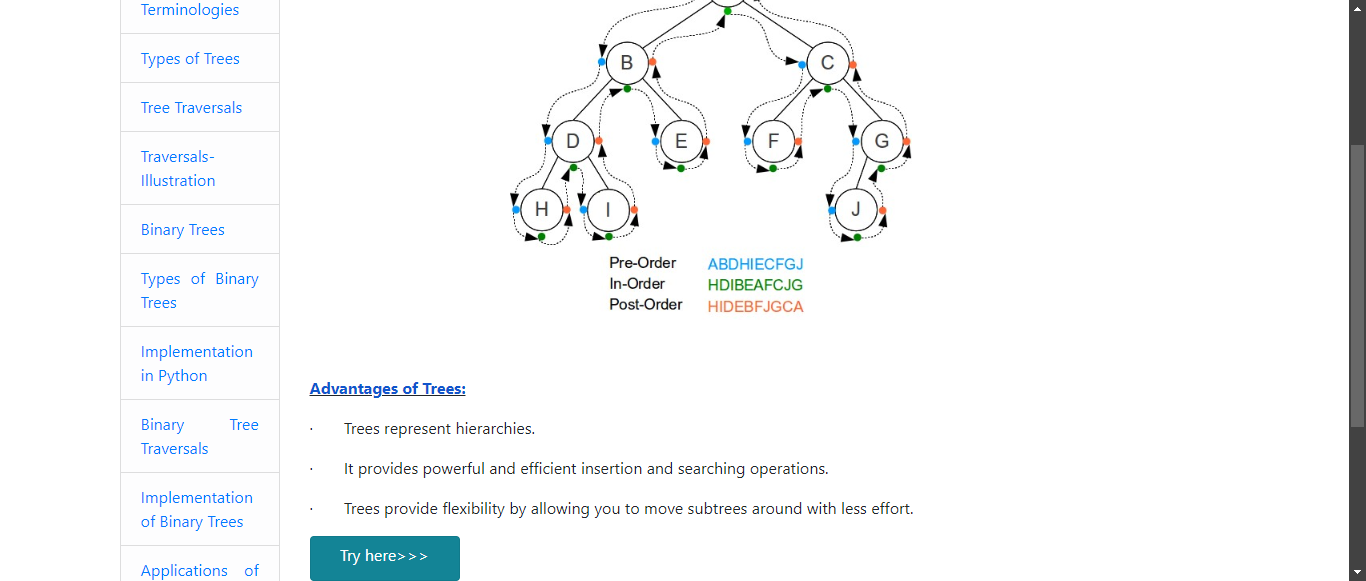 Terminologies
Types of Trees
Tree Traversals
Traversals-
Illustration
Binary Trees
Types of Binary
Trees
Implementation
in Python
Binary Tree
Traversals
Implementation
of Binary Trees
Applications of
B
C
D
E
F
G
H
I
J
Pre-Order ABDHIECFGJ
In-Order HDIBEAFCJG
Post-Order HIDEBFJGCA
Advantages of Trees:
· Trees represent hierarchies.
· It provides powerful and efficient insertion and searching operations.
· Trees provide flexibility by allowing you to move subtrees around with less effort.
Try here>>>